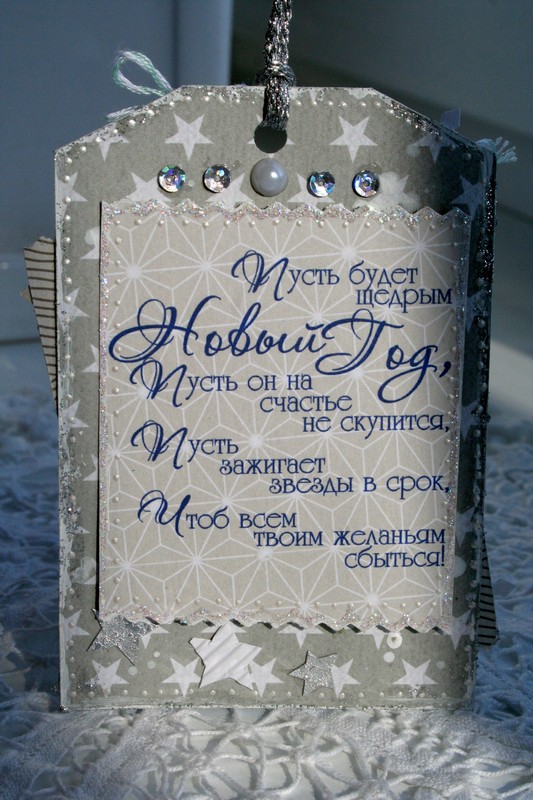 Пусть будет
щедрым
Новый Год,
Пусть он на
счастье
не скупится,
Пусть
зажигает
звезды в срок,
Чтоб всем
твоим желаньям
сбыться!